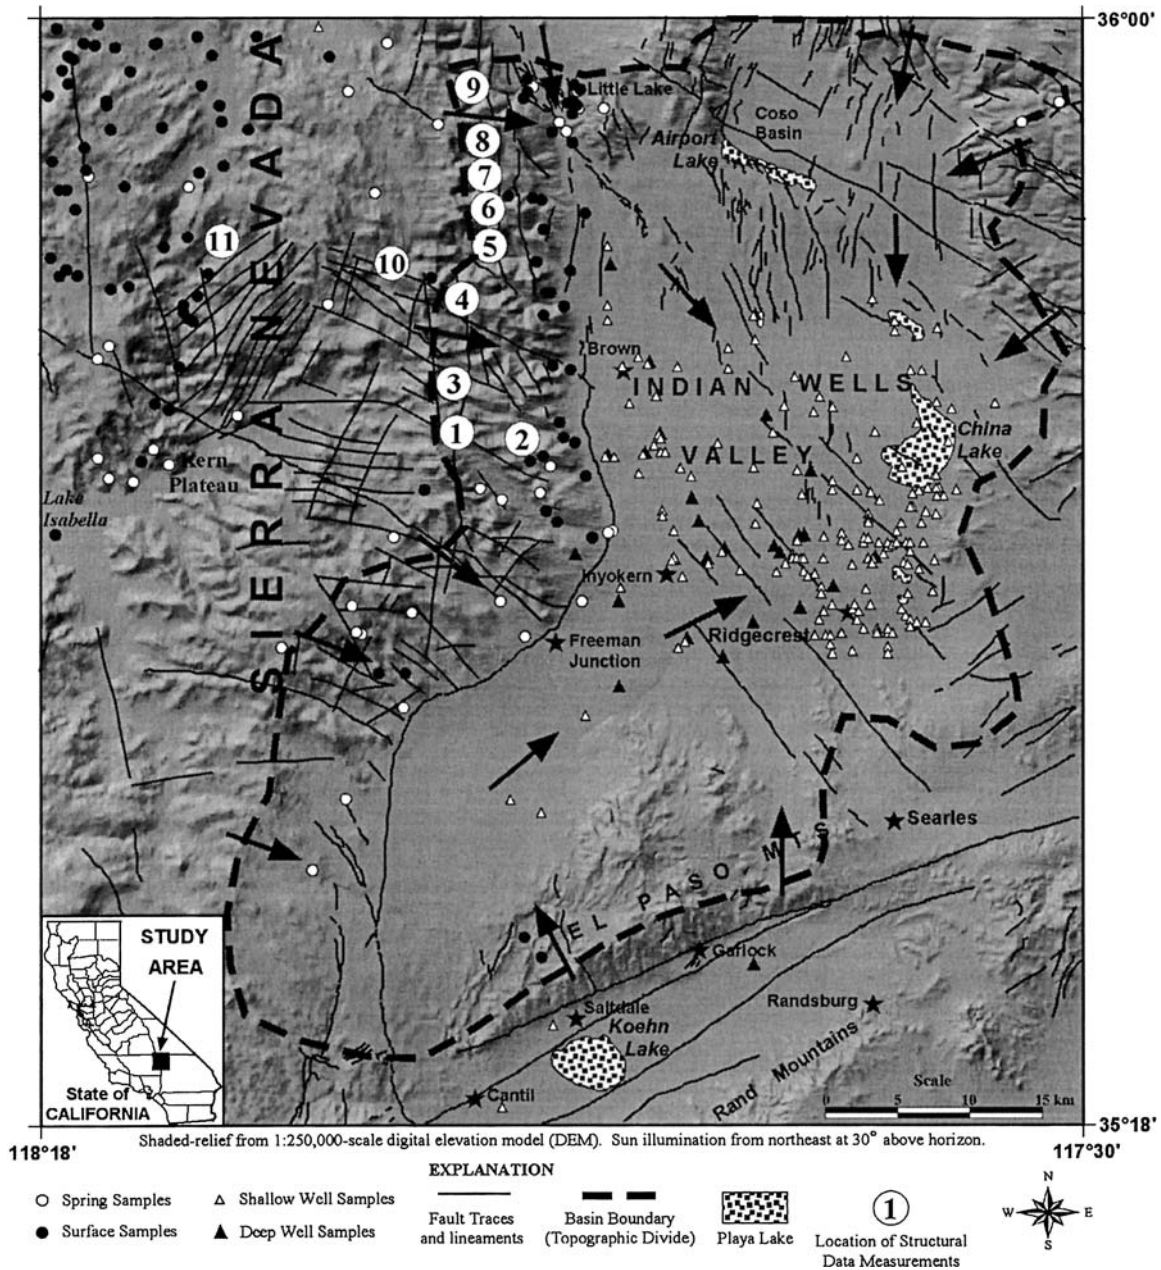 36°00'
9
Little Lake
8
Coso
Basin
Airport
Lake
7
6
11
5
10
4
Brown
INDIAN WELLS
3
VALLEY
China
Lake
1
2
Kern
Plateau
Lake
Isabella
SIERRA NEVADA
Inyokern
Freeman
Junction
Ridgecrest
Searles
EL PASO MTS
Garlock
Saltdale
Koehn
Lake
Randsburg
Rand Mountains
Cantil
STUDY
AREA
State of
CALIFORNIA
Scale
0 5 10 15 km
35°18'
Shaded-relief from 1:250,000-scale digital elevation model (DEM). Sun illumination from northeast at 30° above horizon.
118°18'
117°30'
EXPLANATION
Spring Samples
Surface Samples
Shallow Well Samples
Deep Well Samples
Fault Traces
and lineaments
Basin Boundary
(Topographic Divide)
Playa Lake
1
Location of Structural
Data Measurements
N
W E
S